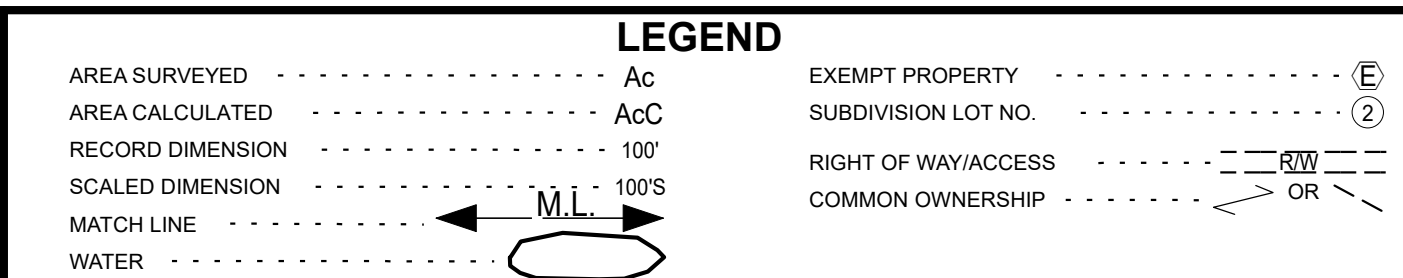 LEGEND
AREA SURVEYED - - - - - - - - - - - - - - - - - Ac
AREA CALCULATED - - - - - - - - - - - - - - - AcC
RECORD DIMENSION - - - - - - - - - - - - - - - 100'
SCALED DIMENSION - - - - - - - - - - - - - - - 100'S
MATCH LINE - - - - - - - - - - M.L.
WATER - - - - - - - - - - - - - - - - -
EXEMPT PROPERTY - - - - - - - - - - - - - - - E
SUBDIVISION LOT NO. - - - - - - - - - - - - - - 2
RIGHT OF WAY/ACCESS - - - - - - R/W
COMMON OWNERSHIP - - - - - - - OR